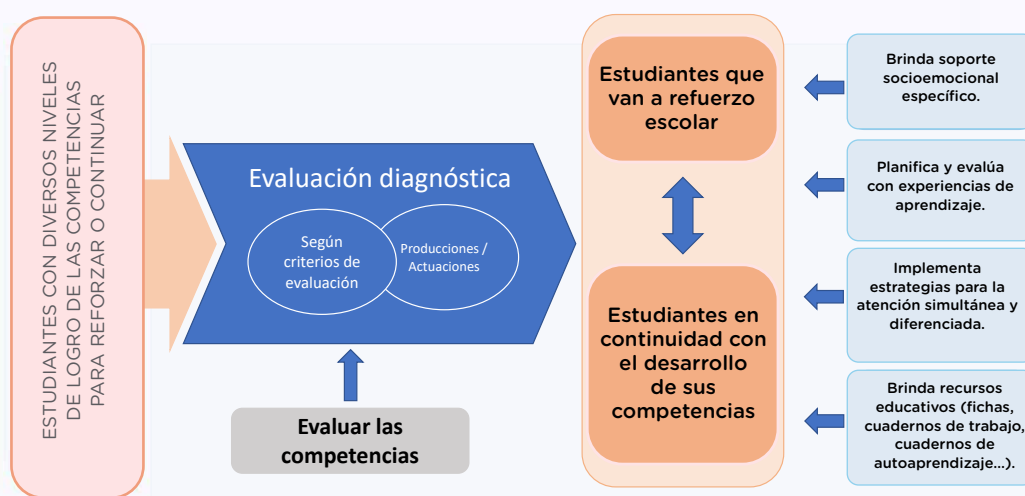 ESTUDIANTES CON DIVERSOS NIVELES
DE LOGRO DE LAS COMPETENCIAS
PARA REFORZAR O CONTINUAR
Evaluación diagnóstica
Según
criterios de
evaluación
Producciones /
Actuaciones
Evaluar las
competencias
Estudiantes que
van a refuerzo
escolar
Estudiantes en
continuidad con
el desarrollo
de sus
competencias
Brinda soporte
socioemocional
específico.
Planifica y evalúa
con experiencias de
aprendizaje.
Implementa
estrategias para la
atención simultánea y
diferenciada.
Brinda recursos
educativos (fichas,
cuadernos de trabajo,
cuadernos de
autoaprendizaje...).